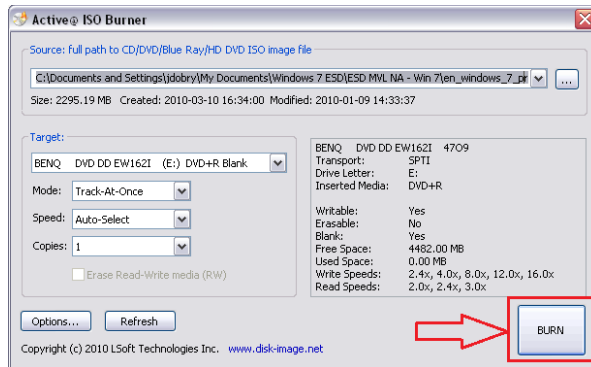 Active@ ISO Burner
Source: full path to CD/DVD/Blue Ray/HD DVD ISO image file
C:\Documents and Settings\jdobry\My Documents\Windows 7 ESD\ESD MVL NA - Win 7\en_windows_7_pr
...
Size: 2295.19 MB Created: 2010-03-10 16:34:00 Modified: 2010-01-09 14:33:37
Target:
BENQ DVD DD EW162I (E:) DVD+R Blank
Mode: Track-At-Once
Speed: Auto-Select
Copies: 1
Erase Read-Write media (RW)
BENQ DVD DD EW162I 47O9
Transport: SPTI
Drive Letter: E:
Inserted Media: DVD+R
Writable: Yes
Erasable: No
Blank: Yes
Free Space: 4482.00 MB
Used Space: 0.00 MB
Write Speeds: 2.4x, 4.0x, 8.0x, 12.0x, 16.0x
Read Speeds: 2.0x, 2.4x, 3.0x
Options... Refresh
BURN
Copyright (c) 2010 LSoft Technologies Inc. www.disk-image.net